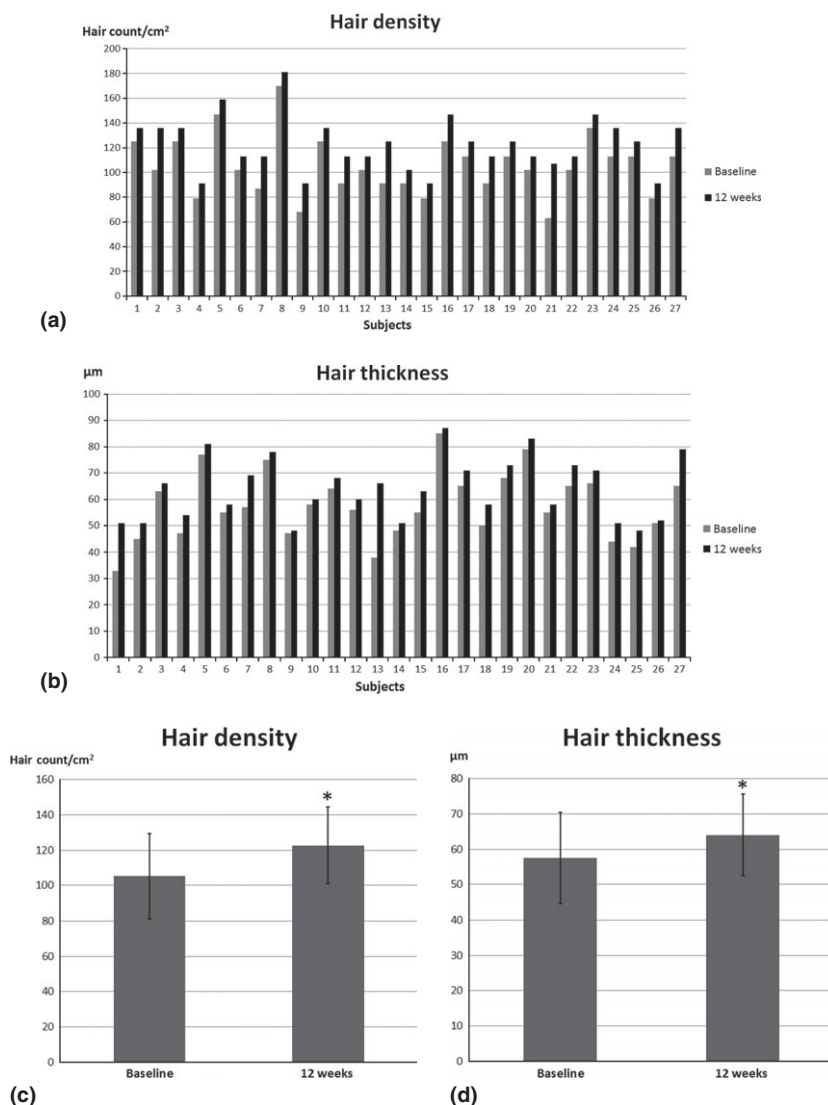 Hair density
Hair count/cm²
200
180
160
140
120
100
80
60
40
20
0
Baseline
12 weeks
1 2 3 4 5 6 7 8 9 10 11 12 13 14 15 16 17 18 19 20 21 22 23 24 25 26 27
Subjects
(a)
Hair thickness
µm
100
90
80
70
60
50
40
30
20
10
0
Baseline
12 weeks
1 2 3 4 5 6 7 8 9 10 11 12 13 14 15 16 17 18 19 20 21 22 23 24 25 26 27
Subjects
(b)
Hair density
Hair count/cm²
160
140
120
100
80
60
40
20
0
*
Baseline 12 weeks
(c)
Hair thickness
µm
80
70
60
50
40
30
20
10
0
*
Baseline 12 weeks
(d)